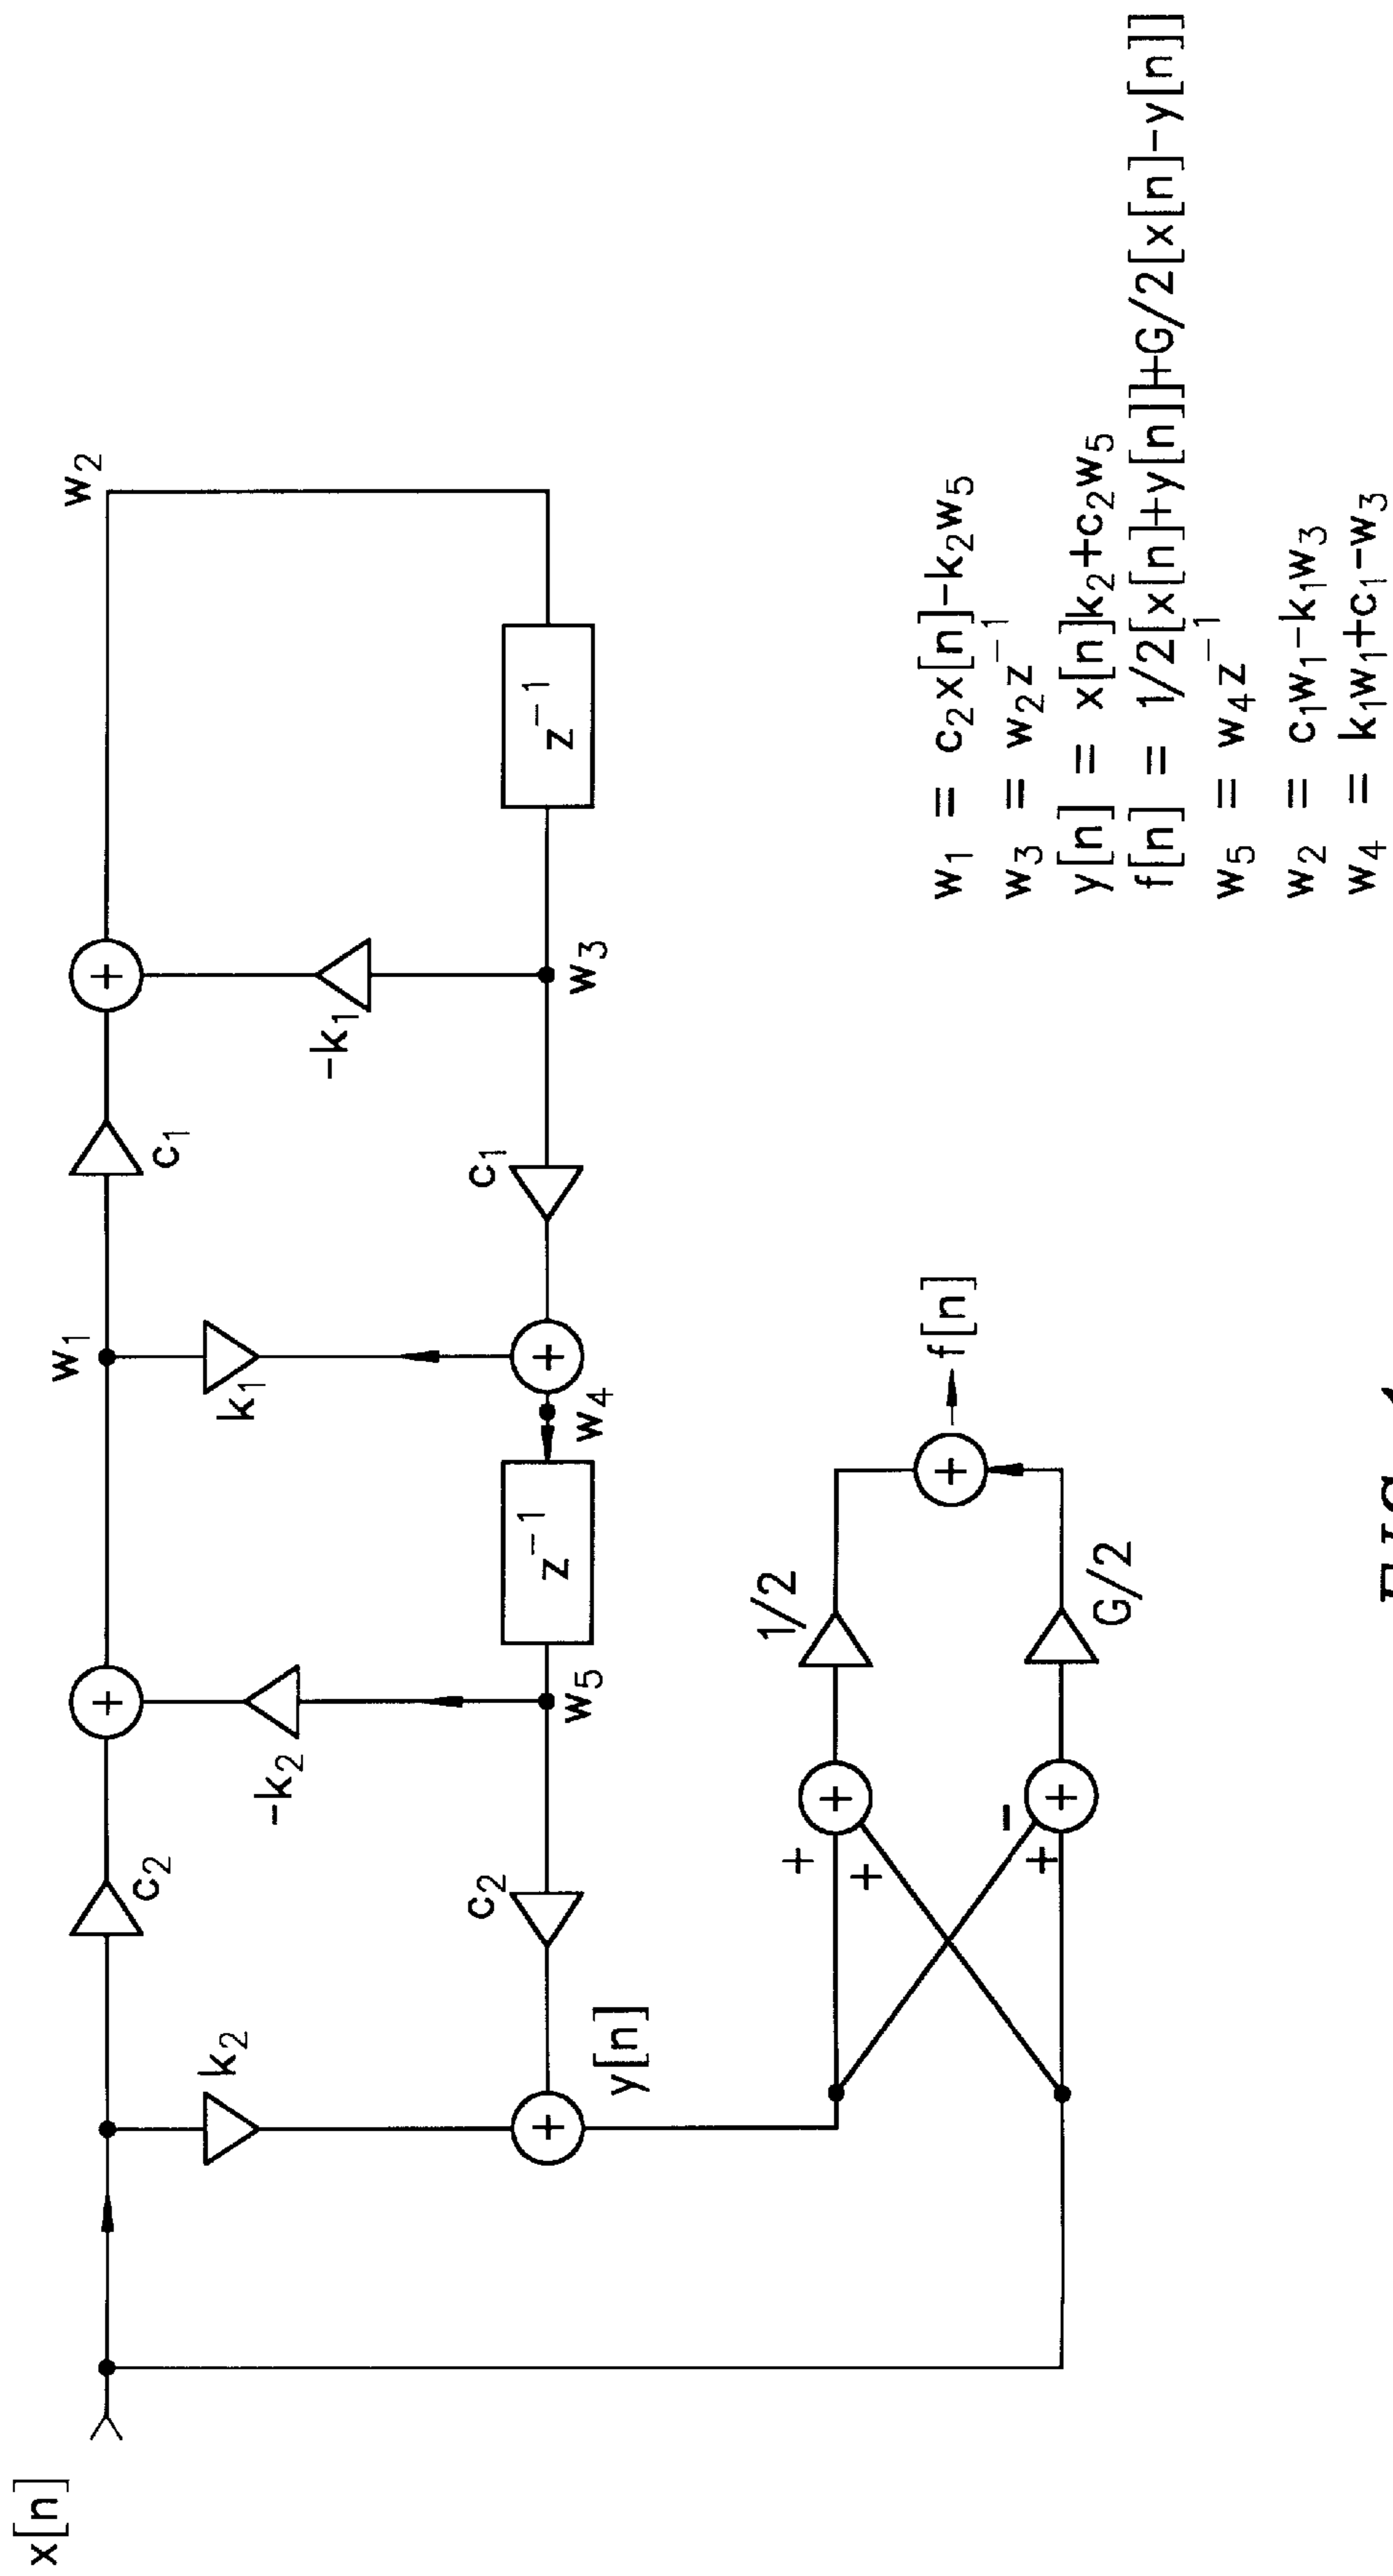 x[n]
c₂
w₁
c₁
w₂
k₂
-k₂
k₁
-k₁
z⁻¹
z⁻¹
y[n]
c₂
w₅
w₄
c₁
w₃
+
+
-
+
1/2
G/2
f[n]
w₁ = c₂x[n]-k₂w₅
w₃ = w₂z⁻¹
y[n] = x[n]k₂+c₂w₅
f[n] = 1/2[x[n]+y[n]]+G/2[x[n]-y[n]]
w₅ = w₄z⁻¹
w₂ = c₁w₁-k₁w₃
w₄ = k₁w₁+c₁-w₃